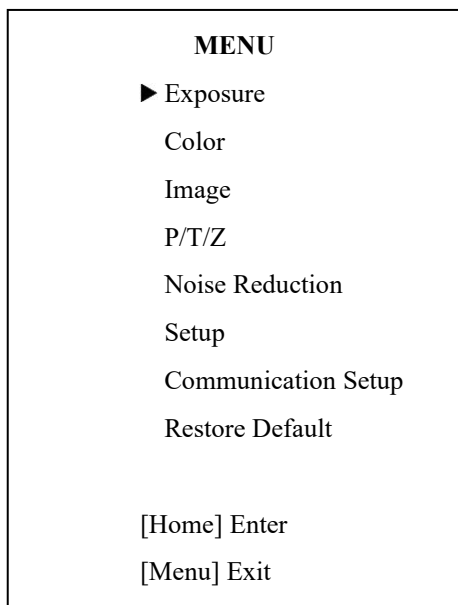 MENU
▶ Exposure
Color
Image
P/T/Z
Noise Reduction
Setup
Communication Setup
Restore Default
[Home] Enter
[Menu] Exit